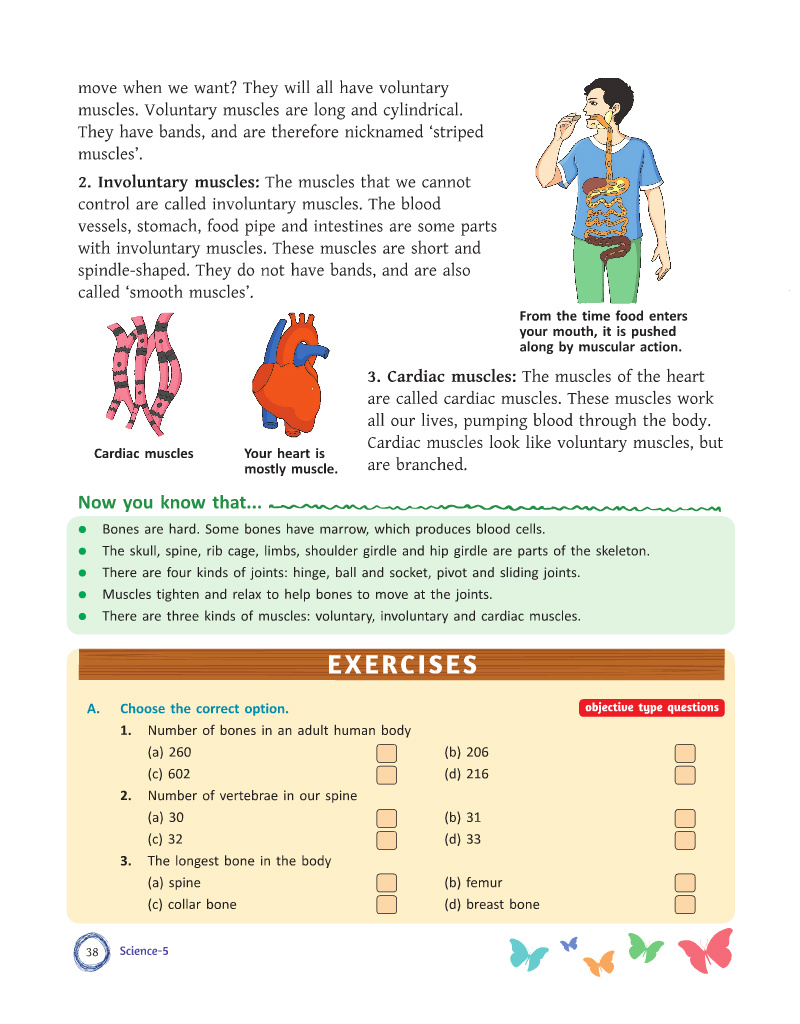 move when we want? They will all have voluntary
muscles. Voluntary muscles are long and cylindrical.
They have bands, and are therefore nicknamed ‘striped
muscles’.
2. Involuntary muscles: The muscles that we cannot
control are called involuntary muscles. The blood
vessels, stomach, food pipe and intestines are some parts
with involuntary muscles. These muscles are short and
spindle-shaped. They do not have bands, and are also
called ‘smooth muscles’.
From the time food enters
your mouth, it is pushed
along by muscular action.
Cardiac muscles
Your heart is
mostly muscle.
3. Cardiac muscles: The muscles of the heart
are called cardiac muscles. These muscles work
all our lives, pumping blood through the body.
Cardiac muscles look like voluntary muscles, but
are branched.
Now you know that...
• Bones are hard. Some bones have marrow, which produces blood cells.
• The skull, spine, rib cage, limbs, shoulder girdle and hip girdle are parts of the skeleton.
• There are four kinds of joints: hinge, ball and socket, pivot and sliding joints.
• Muscles tighten and relax to help bones to move at the joints.
• There are three kinds of muscles: voluntary, involuntary and cardiac muscles.
EXERCISES
A. Choose the correct option. objective type questions
1. Number of bones in an adult human body
(a) 260 (b) 206
(c) 602 (d) 216
2. Number of vertebrae in our spine
(a) 30 (b) 31
(c) 32 (d) 33
3. The longest bone in the body
(a) spine (b) femur
(c) collar bone (d) breast bone
38 Science-5